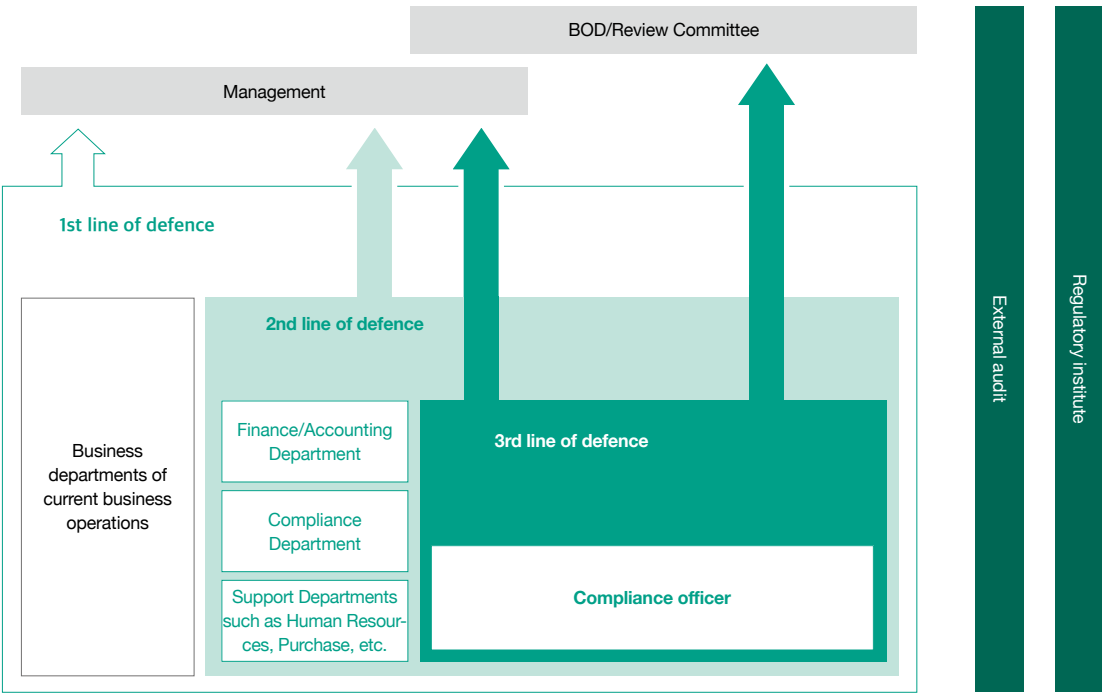 BOD/Review Committee
Management
1st line of defence
2nd line of defence
Business
departments of
current business
operations
Finance/Accounting
Department
3rd line of defence
Compliance
Department
Support Departments
such as Human Resour-
ces, Purchase, etc.
Compliance officer
External audit
Regulatory institute